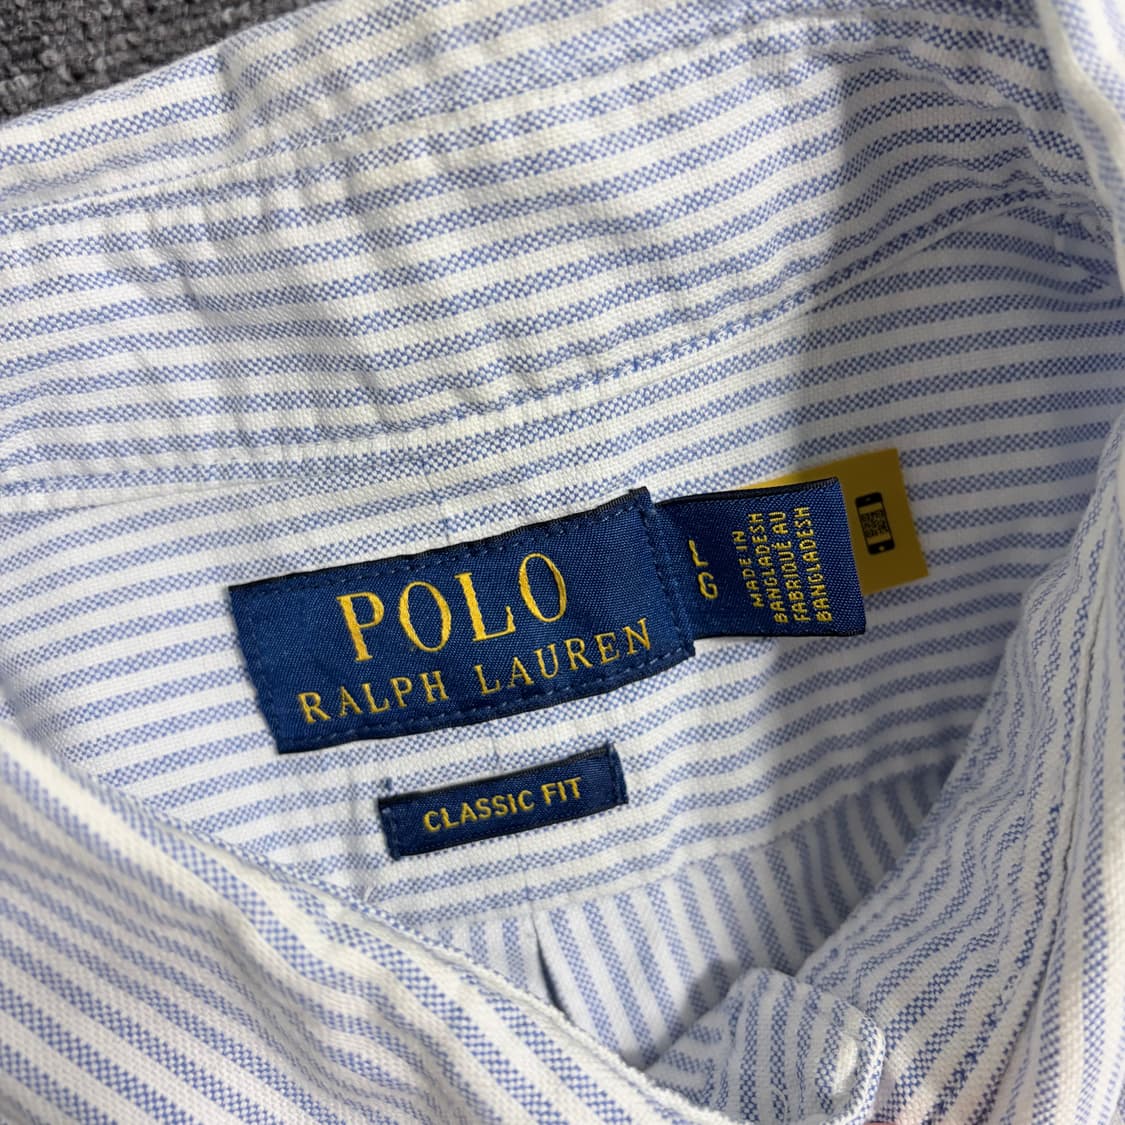 POLO
RALPH LAUREN
CLASSIC FIT
L
G
MADE IN
BANGLADESH
FABRIQUÉ AU
BANGLADESH